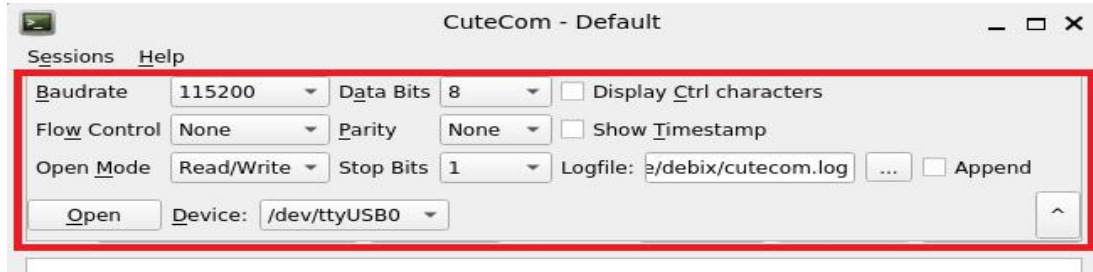 CuteCom - Default
Sessions Help
Baudrate 115200 Data Bits 8 Display Ctrl characters
Flow Control None Parity None Show Timestamp
Open Mode Read/Write Stop Bits 1 Logfile: e/debix/cutecom.log ... Append
Open Device: /dev/ttyUSB0 ^